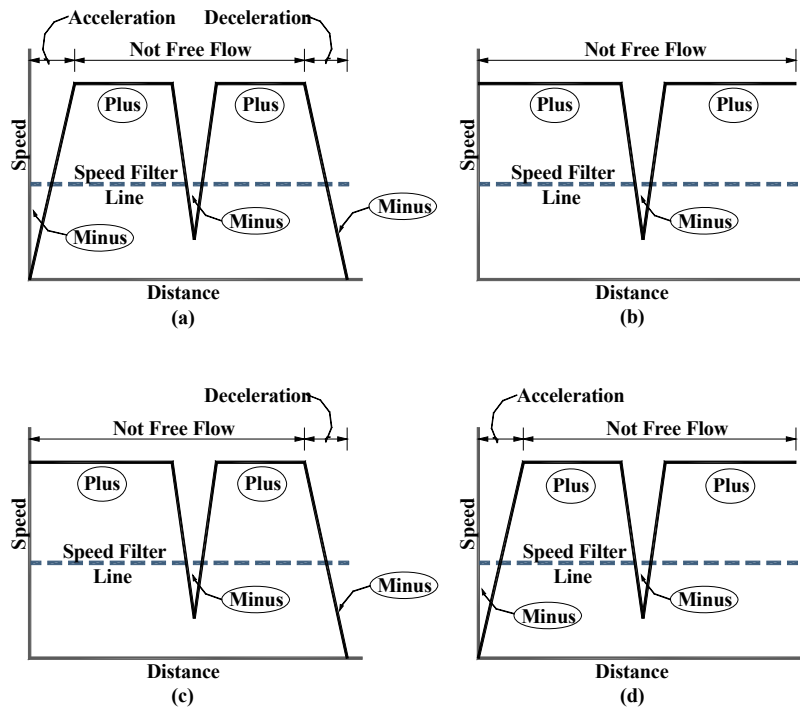 Acceleration Deceleration
Not Free Flow
Plus Plus
Speed
Speed Filter
Line
Minus
Minus
Minus
Distance
(a)
Not Free Flow
Plus Plus
Speed
Speed Filter
Line
Minus
Distance
(b)
Deceleration
Not Free Flow
Plus Plus
Speed
Speed Filter
Line
Minus
Minus
Distance
(c)
Acceleration
Not Free Flow
Plus Plus
Speed
Speed Filter
Line
Minus
Minus
Distance
(d)